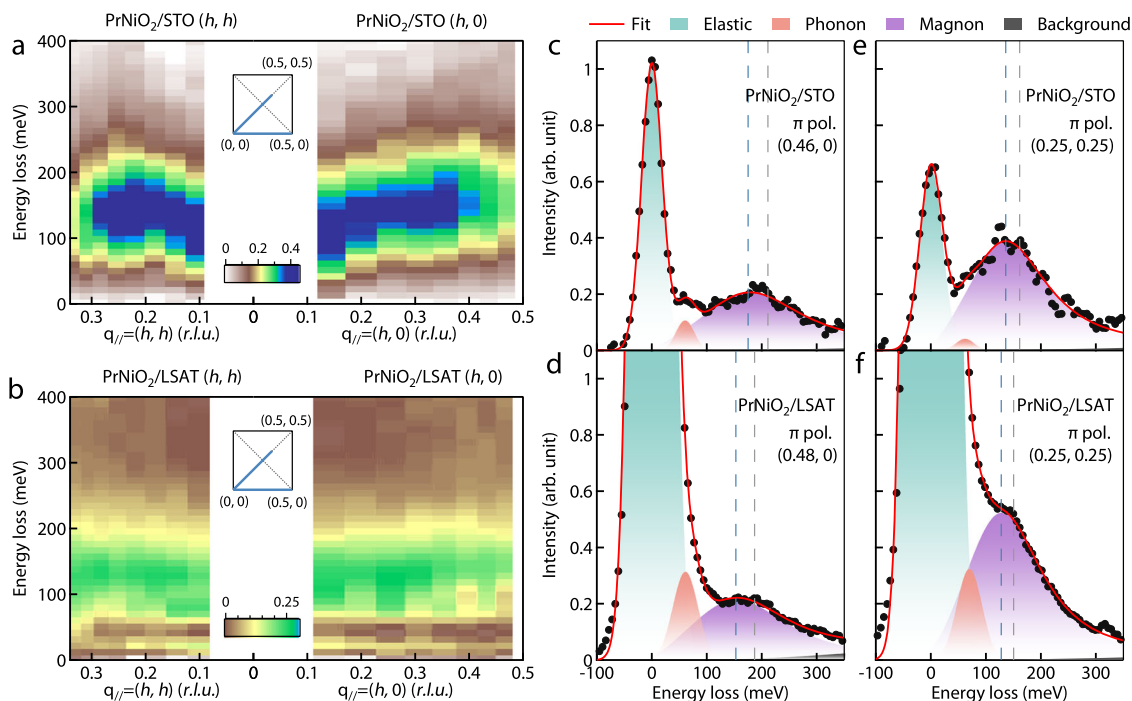 PrNiO2/STO (h, h)
PrNiO2/STO (h, 0)
Fit
Elastic
Phonon
Magnon
Background
a
400
300
200
100
0
Energy loss (meV)
(0.5, 0.5)
(0, 0)
(0.5, 0)
0 0.2 0.4
0.3 0.2 0.1 0 0.1 0.2 0.3 0.4 0.5
q//=(h, h) (r.l.u.)
q//=(h, 0) (r.l.u.)
PrNiO2/LSAT (h, h)
PrNiO2/LSAT (h, 0)
b
400
300
200
100
0
Energy loss (meV)
(0.5, 0.5)
(0, 0)
(0.5, 0)
0 0.25
0.3 0.2 0.1 0 0.1 0.2 0.3 0.4 0.5
q//=(h, h) (r.l.u.)
q//=(h, 0) (r.l.u.)
c
1
0.8
0.6
0.4
0.2
0
Intensity (arb. unit)
PrNiO2/STO
π pol.
(0.46, 0)
e
PrNiO2/STO
π pol.
(0.25, 0.25)
d
1
0.8
0.6
0.4
0.2
0
Intensity (arb. unit)
PrNiO2/LSAT
π pol.
(0.48, 0)
-100 0 100 200 300
Energy loss (meV)
f
PrNiO2/LSAT
π pol.
(0.25, 0.25)
-100 0 100 200 300
Energy loss (meV)